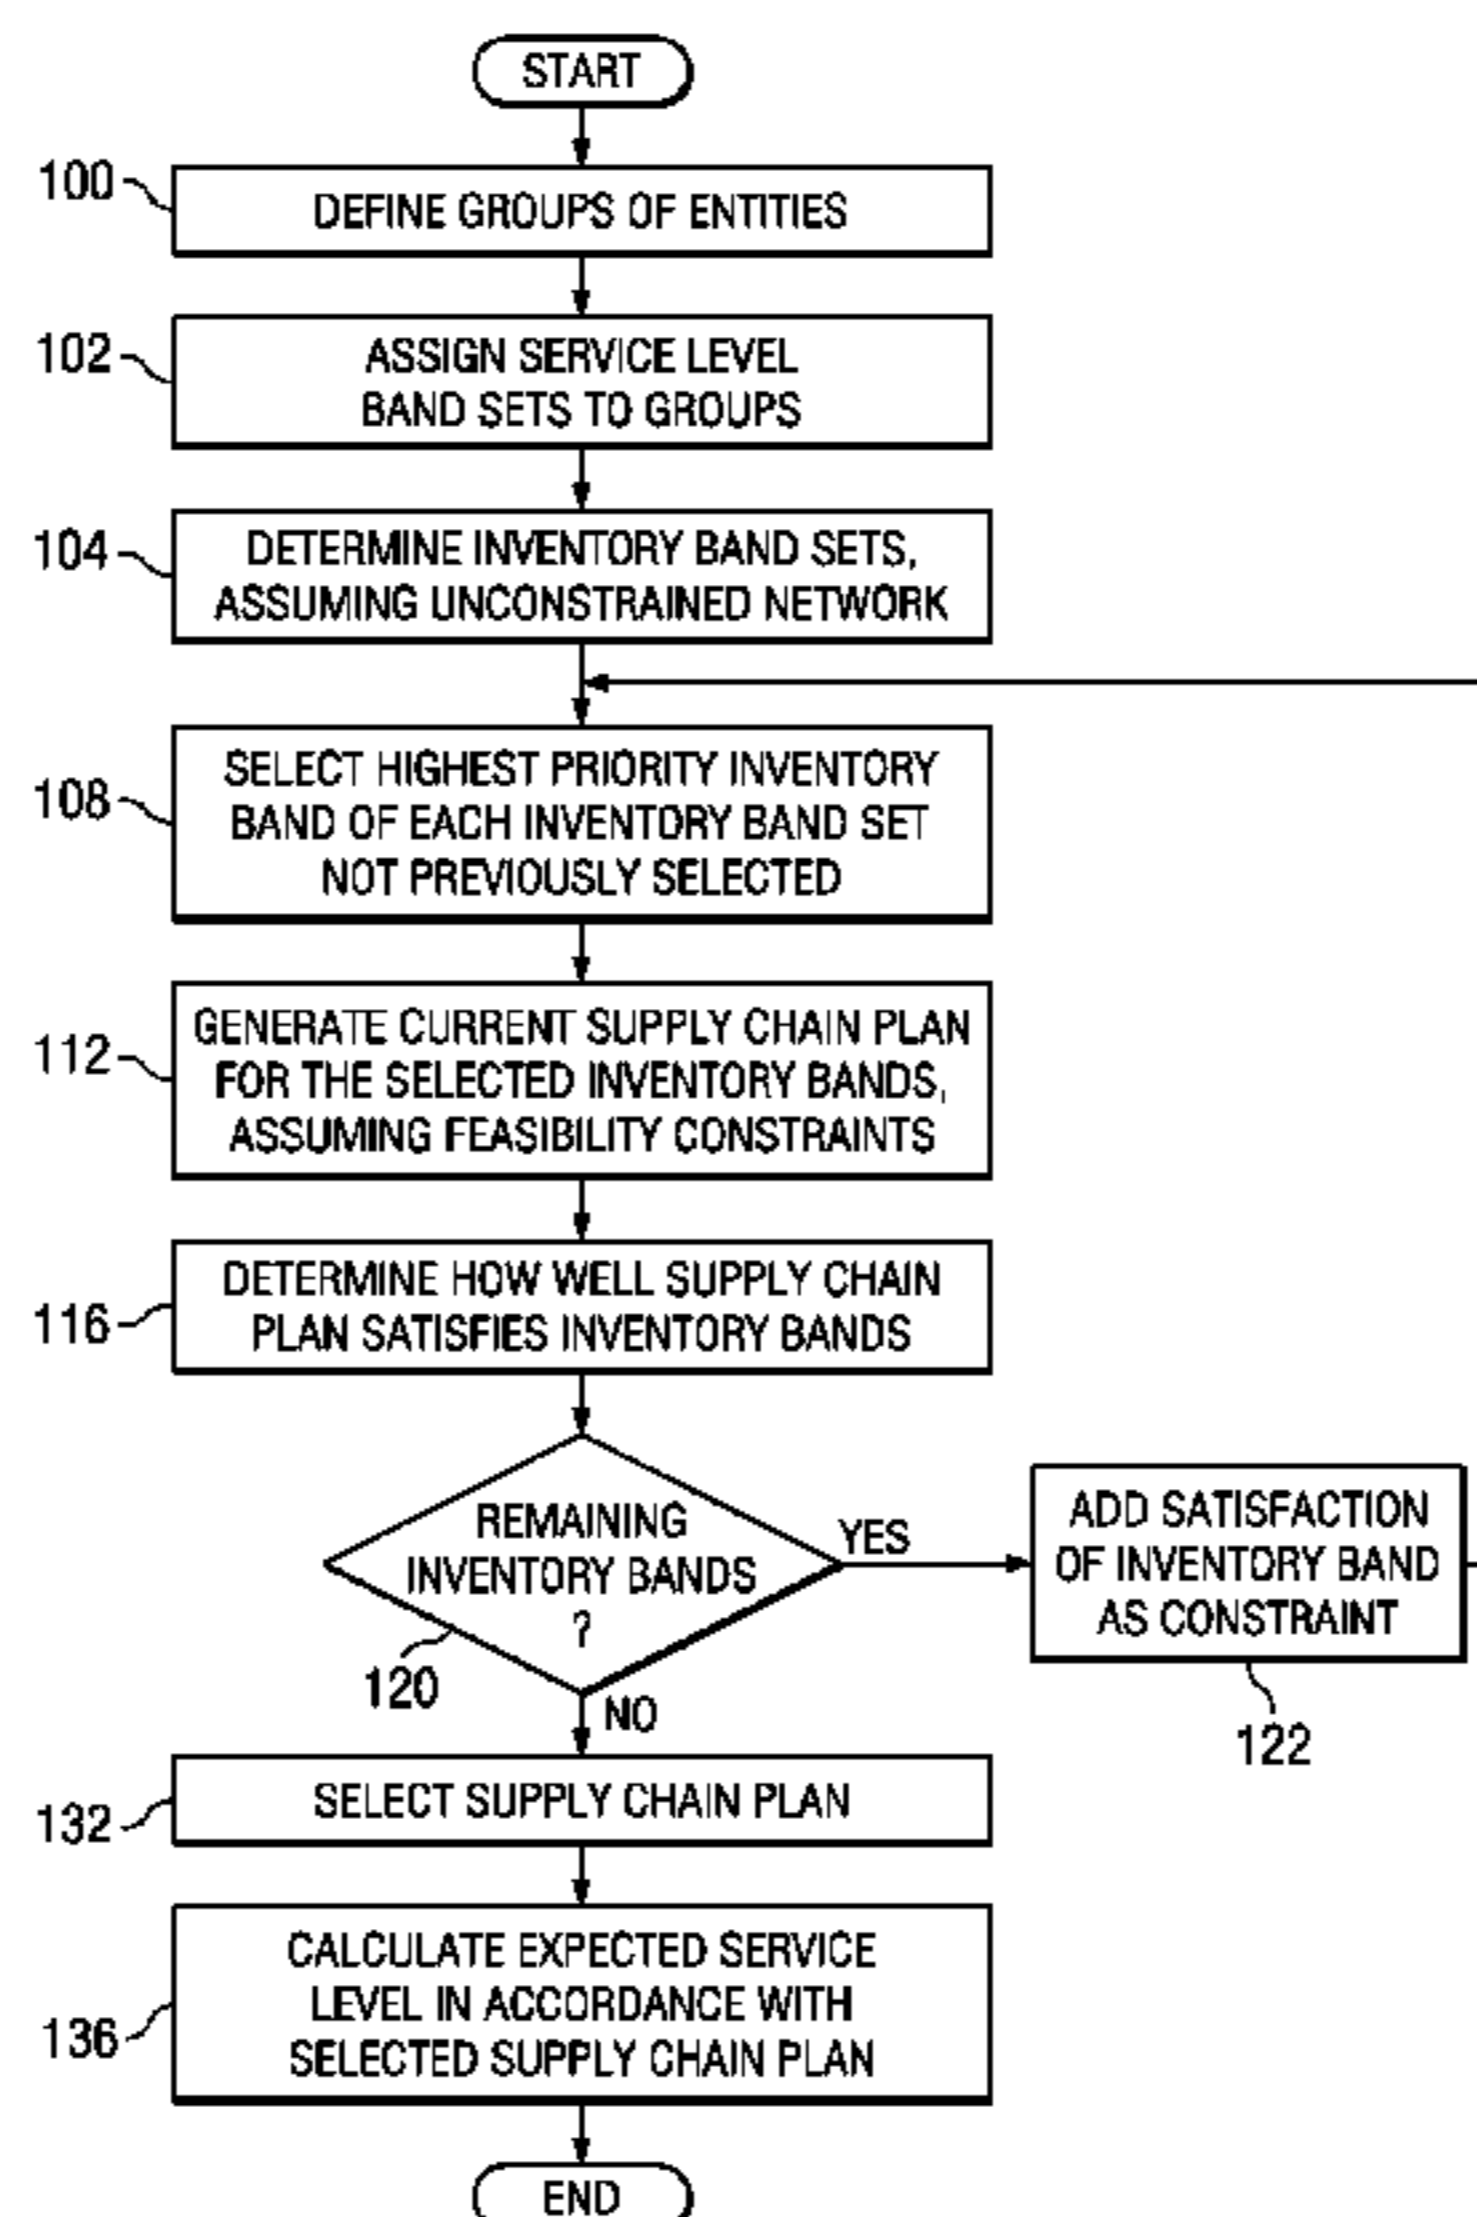 START
100
DEFINE GROUPS OF ENTITIES
102
ASSIGN SERVICE LEVEL
BAND SETS TO GROUPS
104
DETERMINE INVENTORY BAND SETS,
ASSUMING UNCONSTRAINED NETWORK
108
SELECT HIGHEST PRIORITY INVENTORY
BAND OF EACH INVENTORY BAND SET
NOT PREVIOUSLY SELECTED
112
GENERATE CURRENT SUPPLY CHAIN PLAN
FOR THE SELECTED INVENTORY BANDS,
ASSUMING FEASIBILITY CONSTRAINTS
116
DETERMINE HOW WELL SUPPLY CHAIN
PLAN SATISFIES INVENTORY BANDS
REMAINING
INVENTORY BANDS
?
120
YES
ADD SATISFACTION
OF INVENTORY BAND
AS CONSTRAINT
122
NO
132
SELECT SUPPLY CHAIN PLAN
136
CALCULATE EXPECTED SERVICE
LEVEL IN ACCORDANCE WITH
SELECTED SUPPLY CHAIN PLAN
END